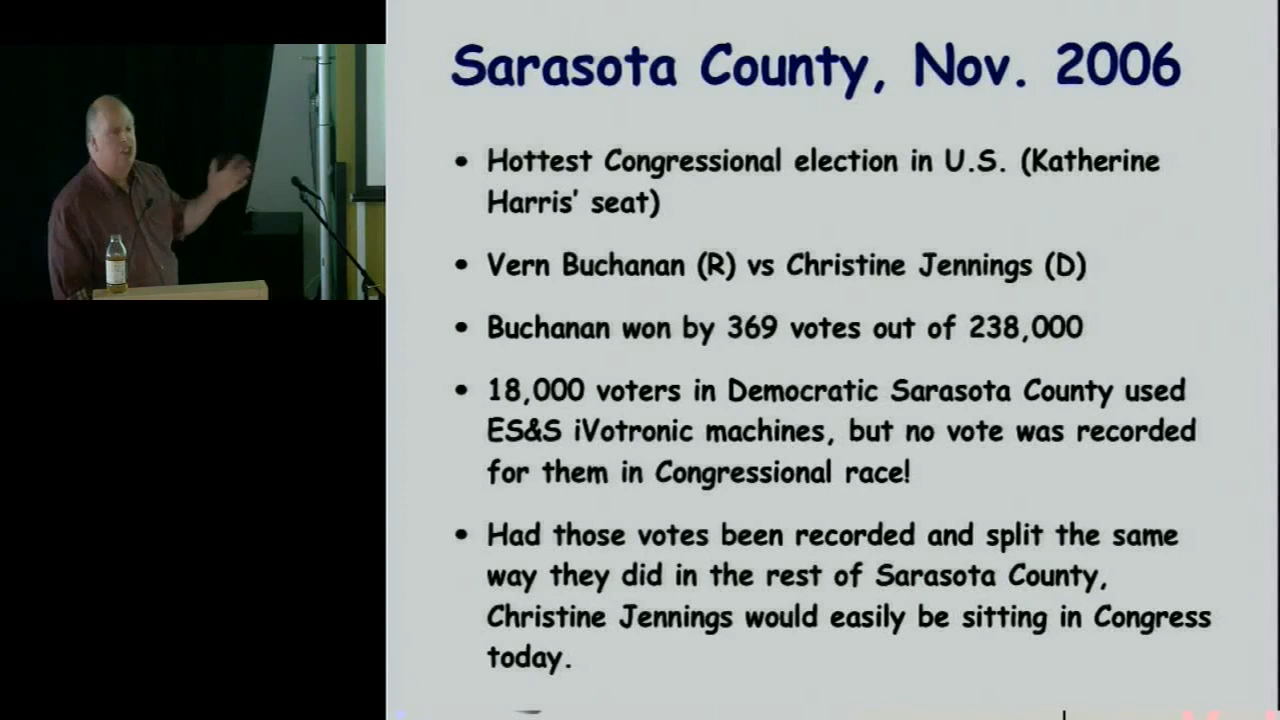 Sarasota County, Nov. 2006
• Hottest Congressional election in U.S. (Katherine
Harris' seat)
• Vern Buchanan (R) vs Christine Jennings (D)
• Buchanan won by 369 votes out of 238,000
• 18,000 voters in Democratic Sarasota County used
ES&S iVotronic machines, but no vote was recorded
for them in Congressional race!
• Had those votes been recorded and split the same
way they did in the rest of Sarasota County,
Christine Jennings would easily be sitting in Congress
today.